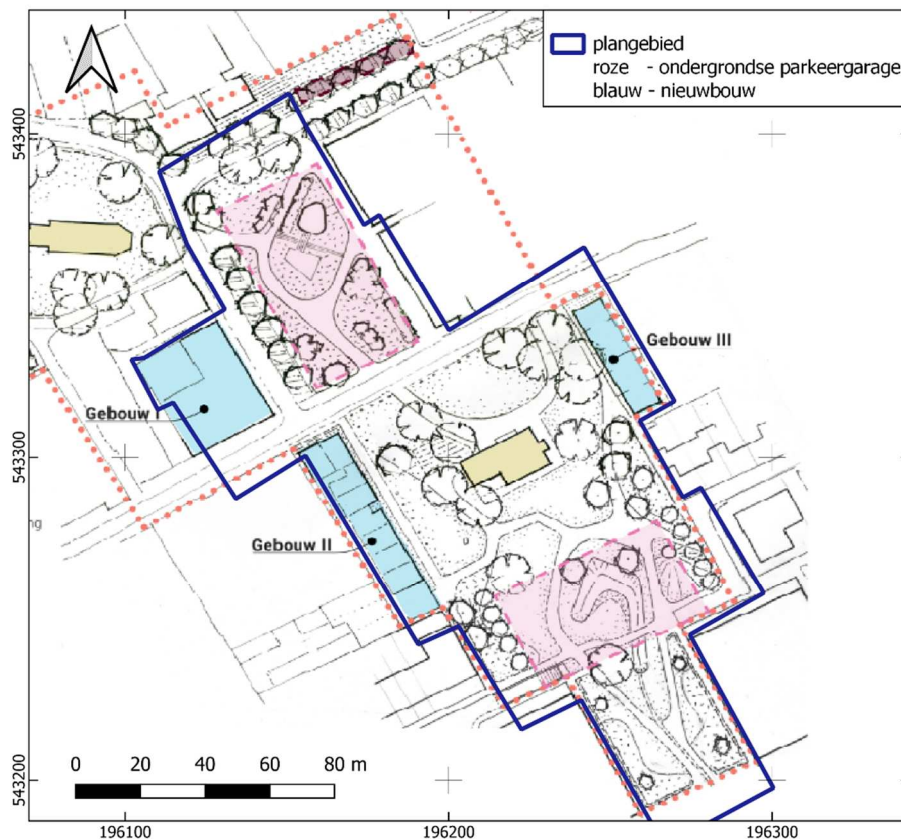 plangebied
roze - ondergrondse parkeergarage
blauw - nieuwbouw
543400
Gebouw III
Gebouw I
543300
ng
Gebouw II
0 20 40 60 80 m
543200
196100 196200 196300